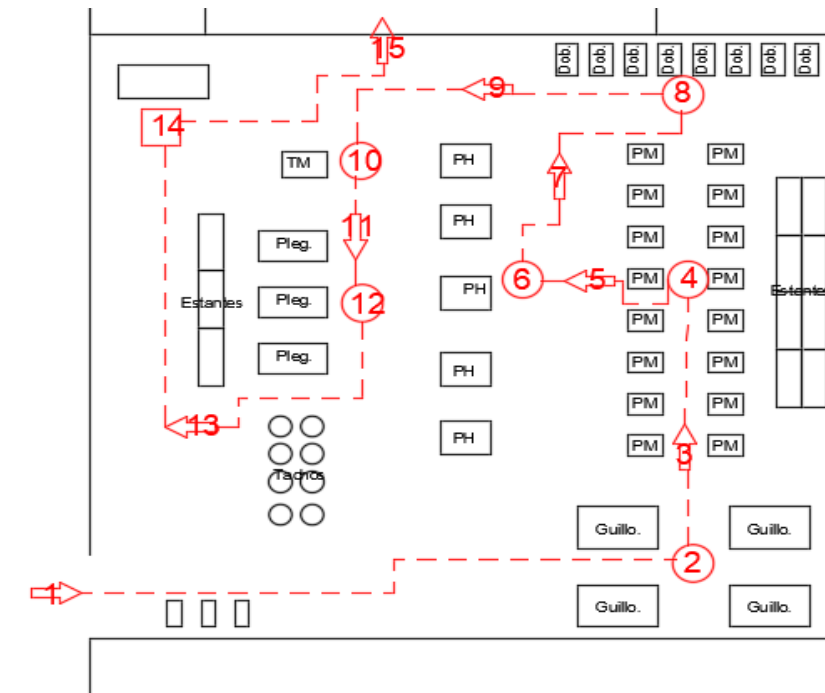 15
Dob. Dob. Dob. Dob. Dob. Dob. Dob. Dob.
9
8
14
TM
10
PH
7
PM PM
PM PM
11
PH
PM PM
Pleg.
6
5
PM
4
PM
PH
Estantes
Estantes
Pleg.
12
PM PM
Pleg.
PH
PM PM
PM PM
13
PH
PM PM
3
Tachos
Guillo. Guillo.
2
1
Guillo. Guillo.